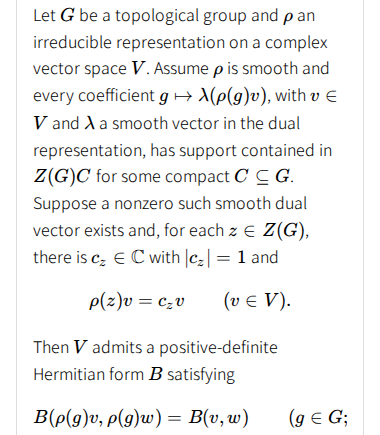 Let G be a topological group and ρ an
irreducible representation on a complex
vector space V. Assume ρ is smooth and
every coefficient g ↦ λ(ρ(g)v), with v ∈
V and λ a smooth vector in the dual
representation, has support contained in
Z(G)C for some compact C ⊆ G.
Suppose a nonzero such smooth dual
vector exists and, for each z ∈ Z(G),
there is c_z ∈ ℂ with |c_z| = 1 and
ρ(z)v = c_z v (v ∈ V).
Then V admits a positive-definite
Hermitian form B satisfying
B(ρ(g)v, ρ(g)w) = B(v, w) (g ∈ G;